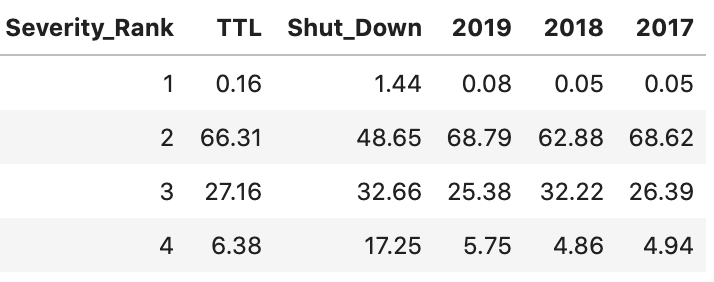 Severity_Rank TTL Shut_Down 2019 2018 2017
1 0.16 1.44 0.08 0.05 0.05
2 66.31 48.65 68.79 62.88 68.62
3 27.16 32.66 25.38 32.22 26.39
4 6.38 17.25 5.75 4.86 4.94